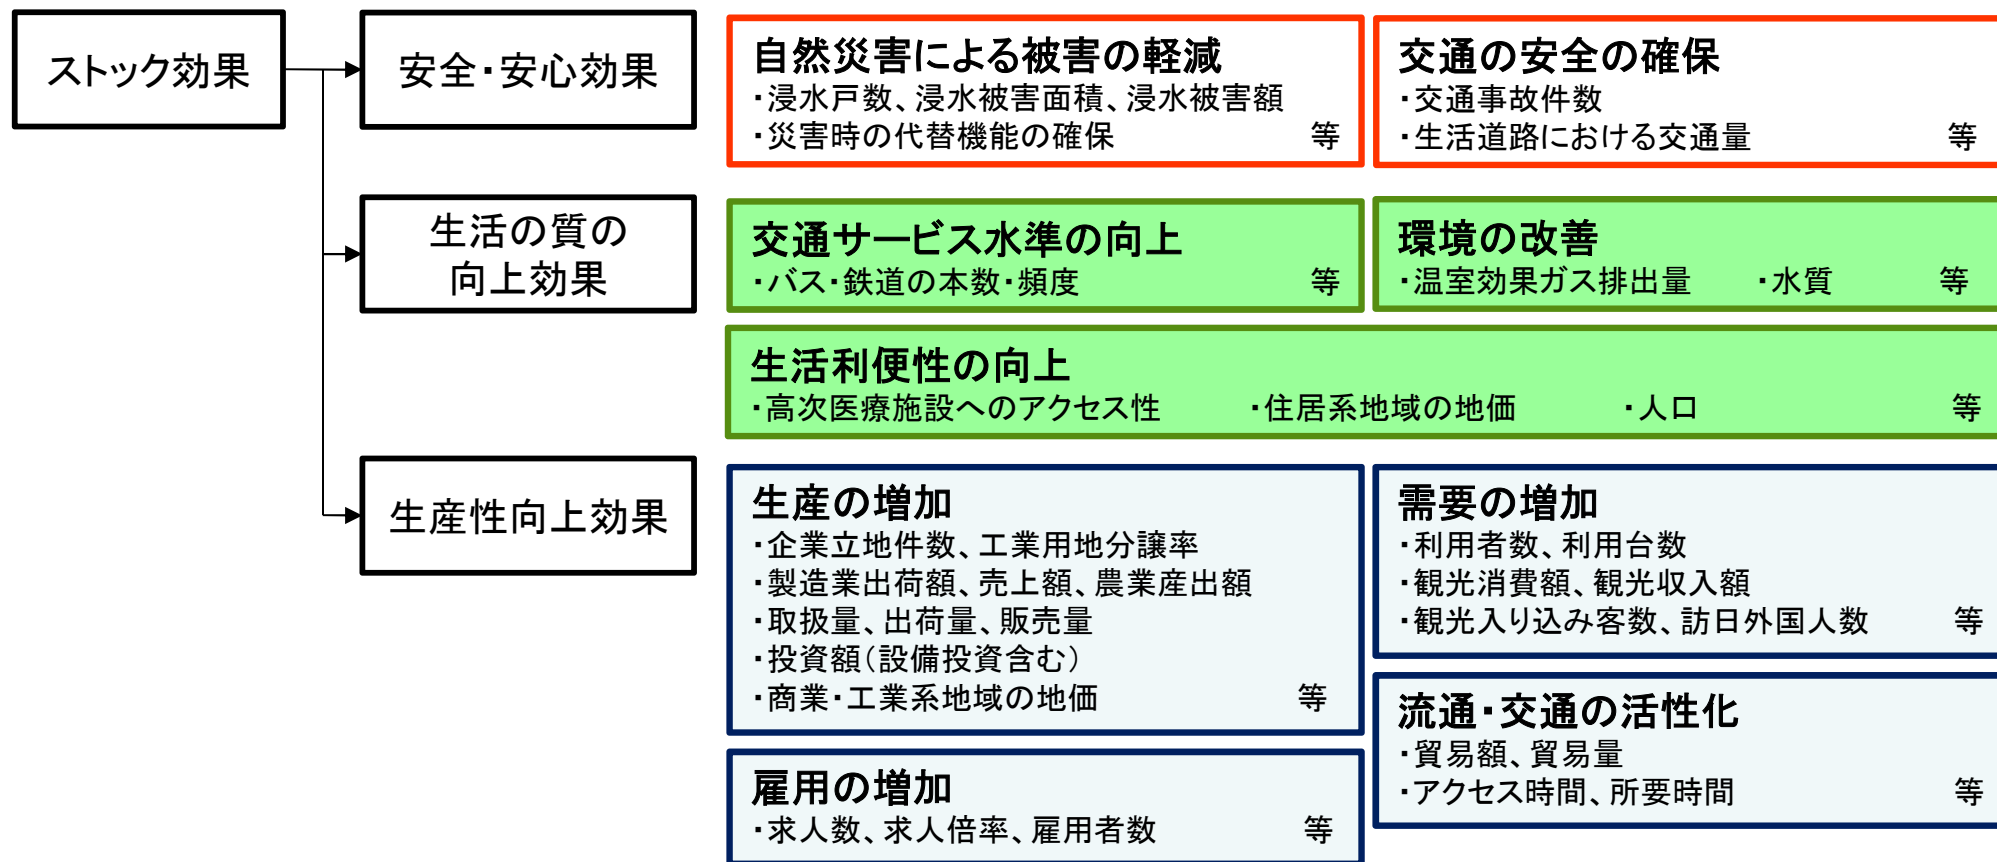 ストック効果
安全・安心効果
自然災害による被害の軽減
・浸水戸数、浸水被害面積、浸水被害額
・災害時の代替機能の確保 等
交通の安全の確保
・交通事故件数
・生活道路における交通量 等
生活の質の
向上効果
交通サービス水準の向上
・バス・鉄道の本数・頻度 等
環境の改善
・温室効果ガス排出量 ・水質 等
生活利便性の向上
・高次医療施設へのアクセス性 ・住居系地域の地価 ・人口 等
生産性向上効果
生産の増加
・企業立地件数、工業用地分譲率
・製造業出荷額、売上額、農業産出額
・取扱量、出荷量、販売量
・投資額（設備投資含む）
・商業・工業系地域の地価 等
需要の増加
・利用者数、利用台数
・観光消費額、観光収入額
・観光入り込み客数、訪日外国人数 等
雇用の増加
・求人数、求人倍率、雇用者数 等
流通・交通の活性化
・貿易額、貿易量
・アクセス時間、所要時間 等